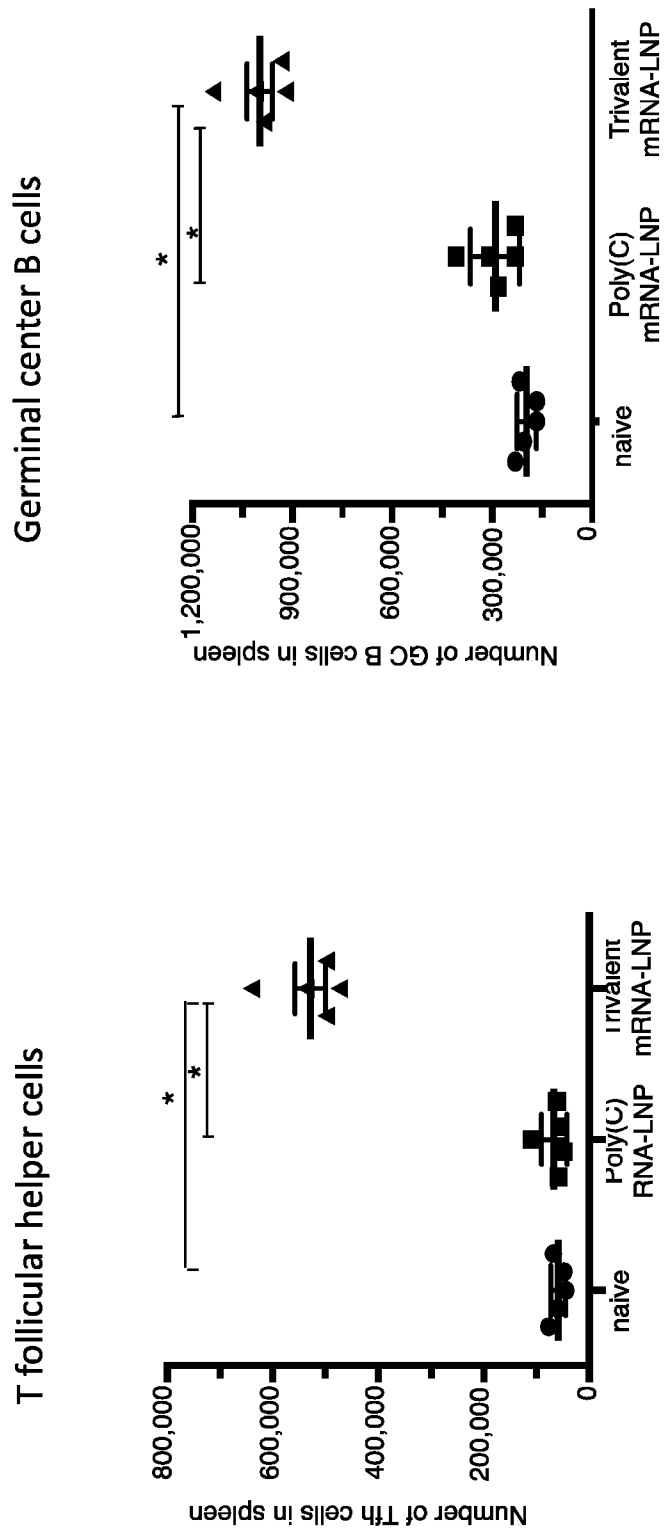 T follicular helper cells
Number of Tfh cells in spleen
800,000
600,000
400,000
200,000
0
*
*
naive
Poly(C)
RNA-LNP
Trivalent
mRNA-LNP
Germinal center B cells
Number of GC B cells in spleen
1,200,000
900,000
300,000
600,000
0
*
*
naive
Poly(C)
mRNA-LNP
Trivalent
mRNA-LNP